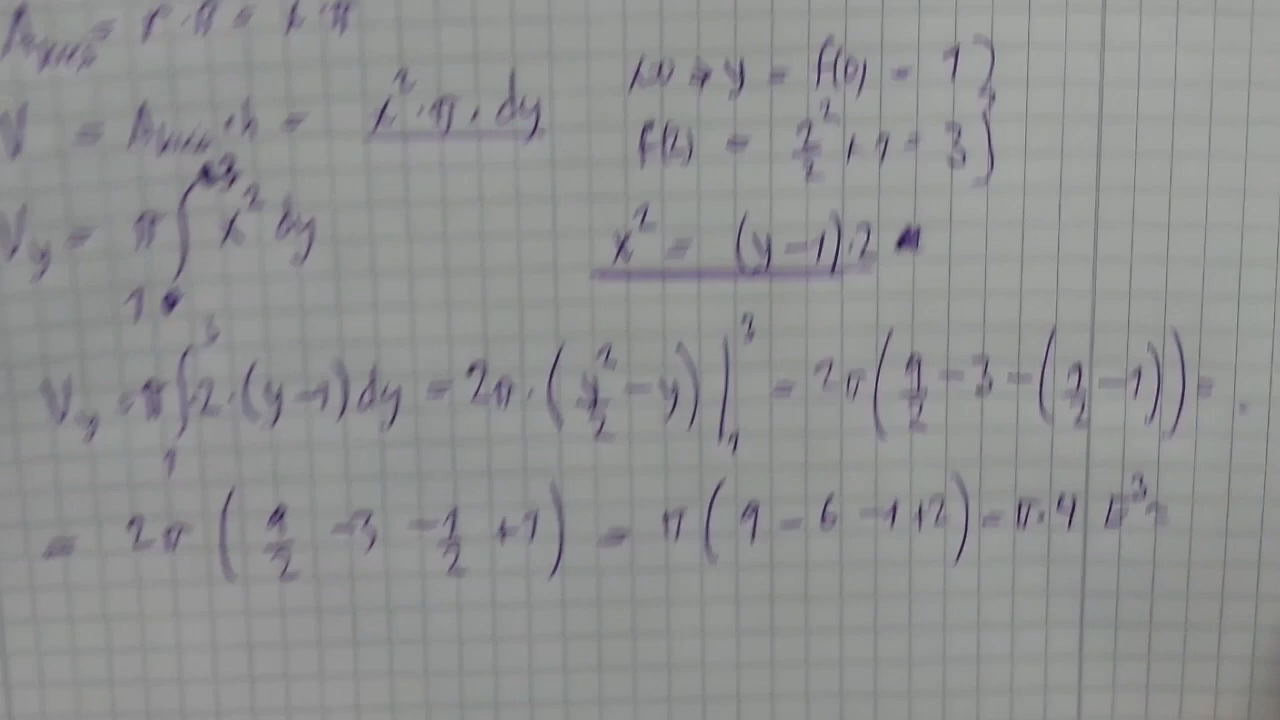 f(0) = 1
V = · h = x² · π · dy
f(2) = 2²/2 + 1 = 3
V_y = π ∫₁³ x² dy
x² = (y - 1) · 2
V_y = π ∫₁³ 2 · (y - 1) dy = 2π · (y²/2 - y) |₁³ = 2π (9/2 - 3 - (1/2 - 1)) =
= 2π (9/2 - 3 - 1/2 + 1) = π (9 - 6 - 1 + 2) = π · 4